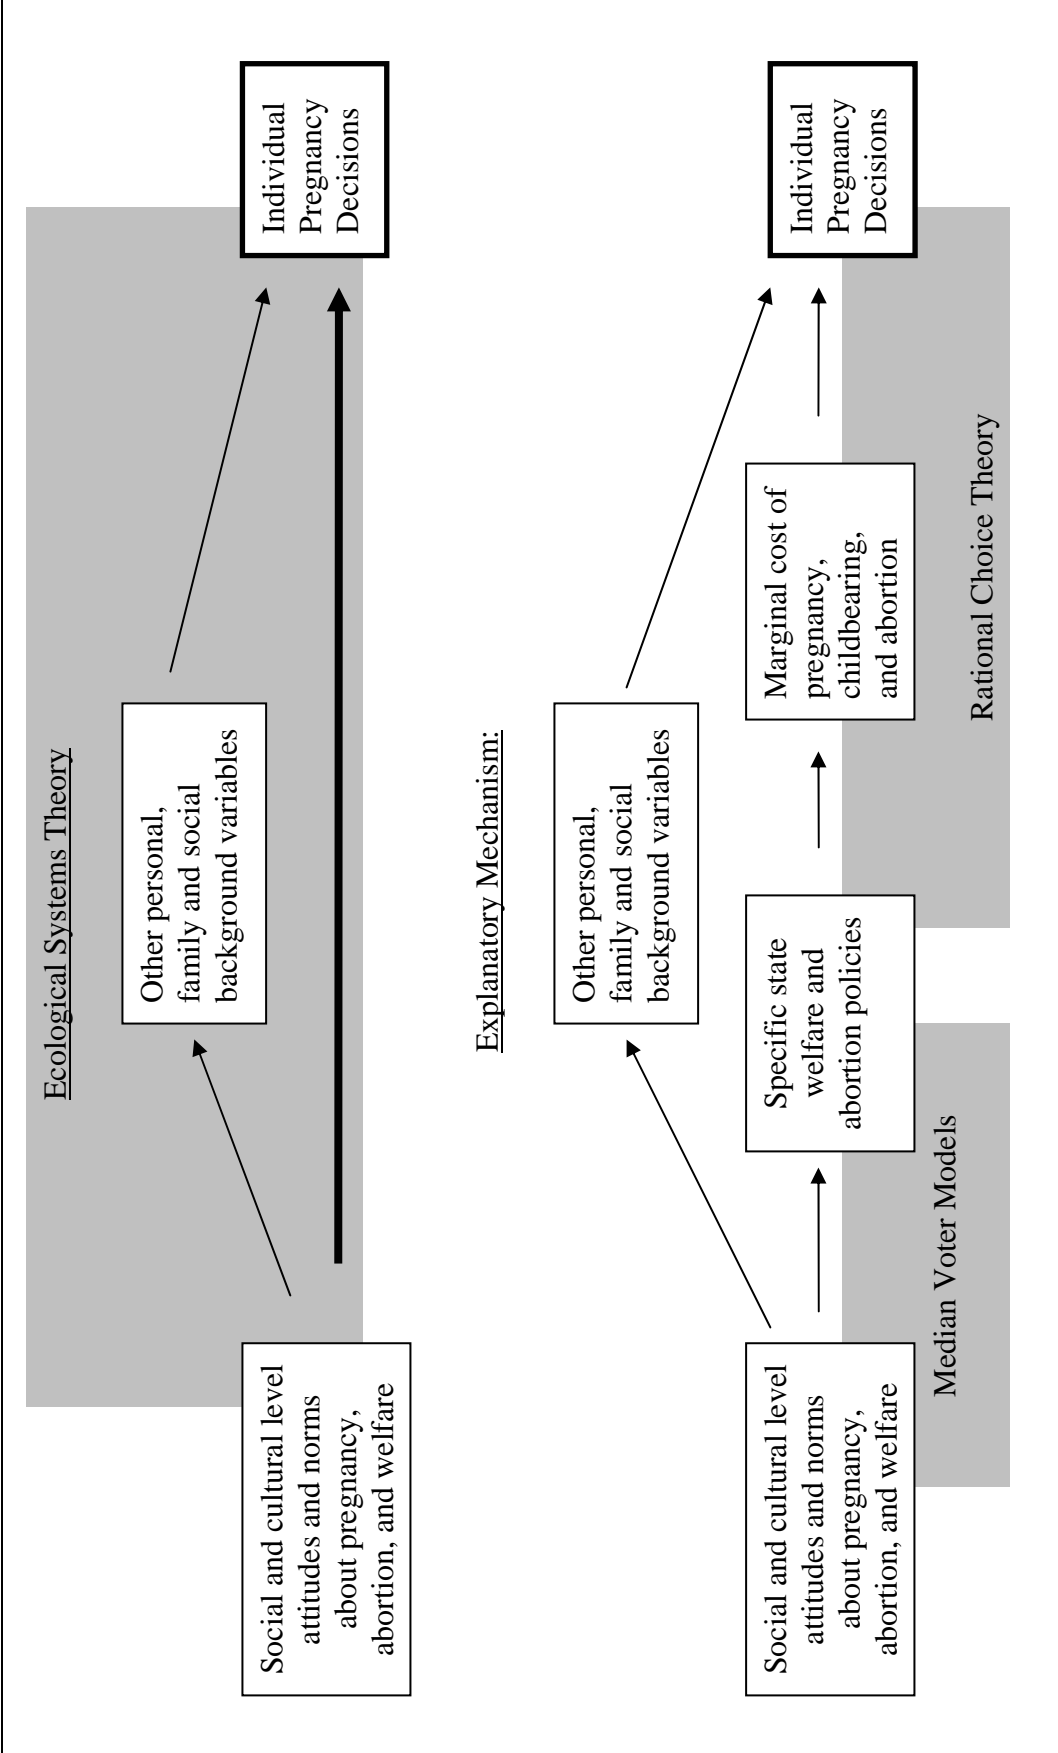 Ecological Systems Theory
Other personal,
family and social
background variables
Social and cultural level
attitudes and norms
about pregnancy,
abortion, and welfare
Individual
Pregnancy
Decisions
Explanatory Mechanism:
Other personal,
family and social
background variables
Social and cultural level
attitudes and norms
about pregnancy,
abortion, and welfare
Specific state
welfare and
abortion policies
Marginal cost of
pregnancy,
childbearing,
and abortion
Individual
Pregnancy
Decisions
Median Voter Models
Rational Choice Theory